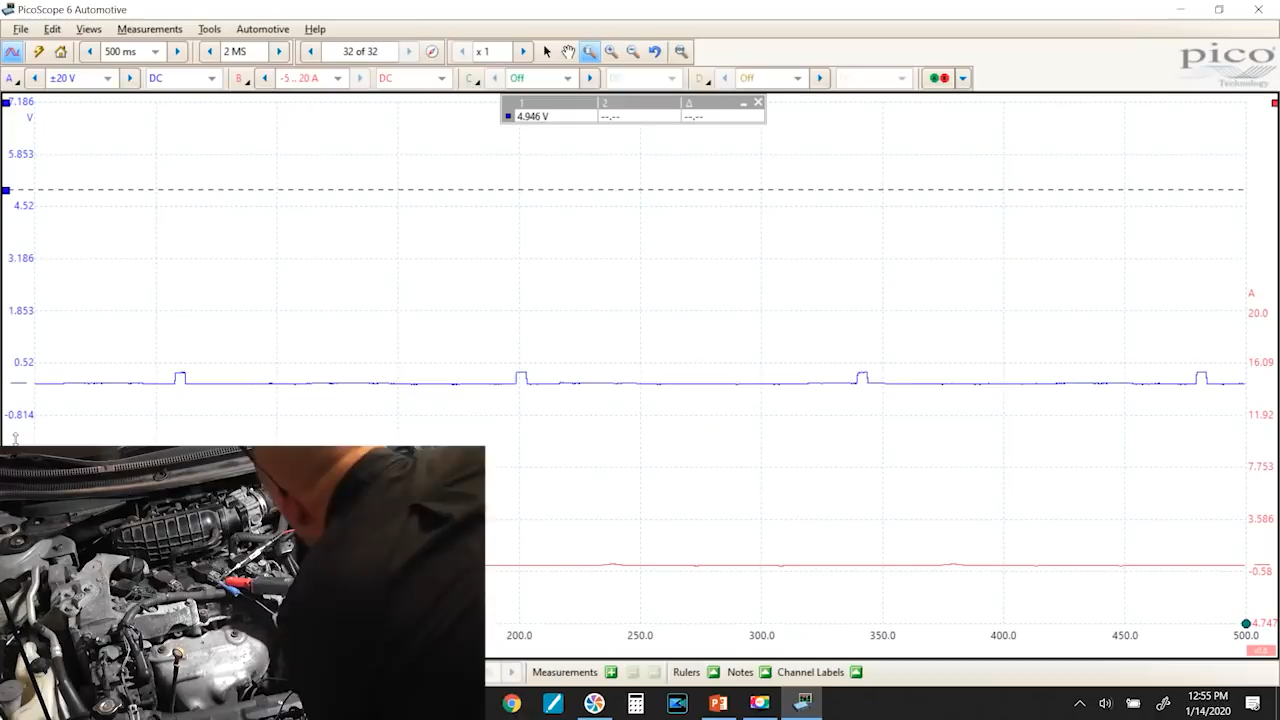 PicoScope 6 Automotive
File Edit Views Measurements Tools Automotive Help
500 ms 2 MS 32 of 32 x 1
pico
Technology
A ±20 V DC B -5 .. 20 A DC C Off D Off
1 2 Δ
4.946 V --.-- --.--
7.186
V
5.853
4.52
3.186
1.853
0.52
-0.814
A
20.0
16.09
11.92
7.753
3.586
-0.58
-4.747
200.0 250.0 300.0 350.0 400.0 450.0 500.0
Measurements Rulers Notes Channel Labels
12:55 PM
1/14/2020